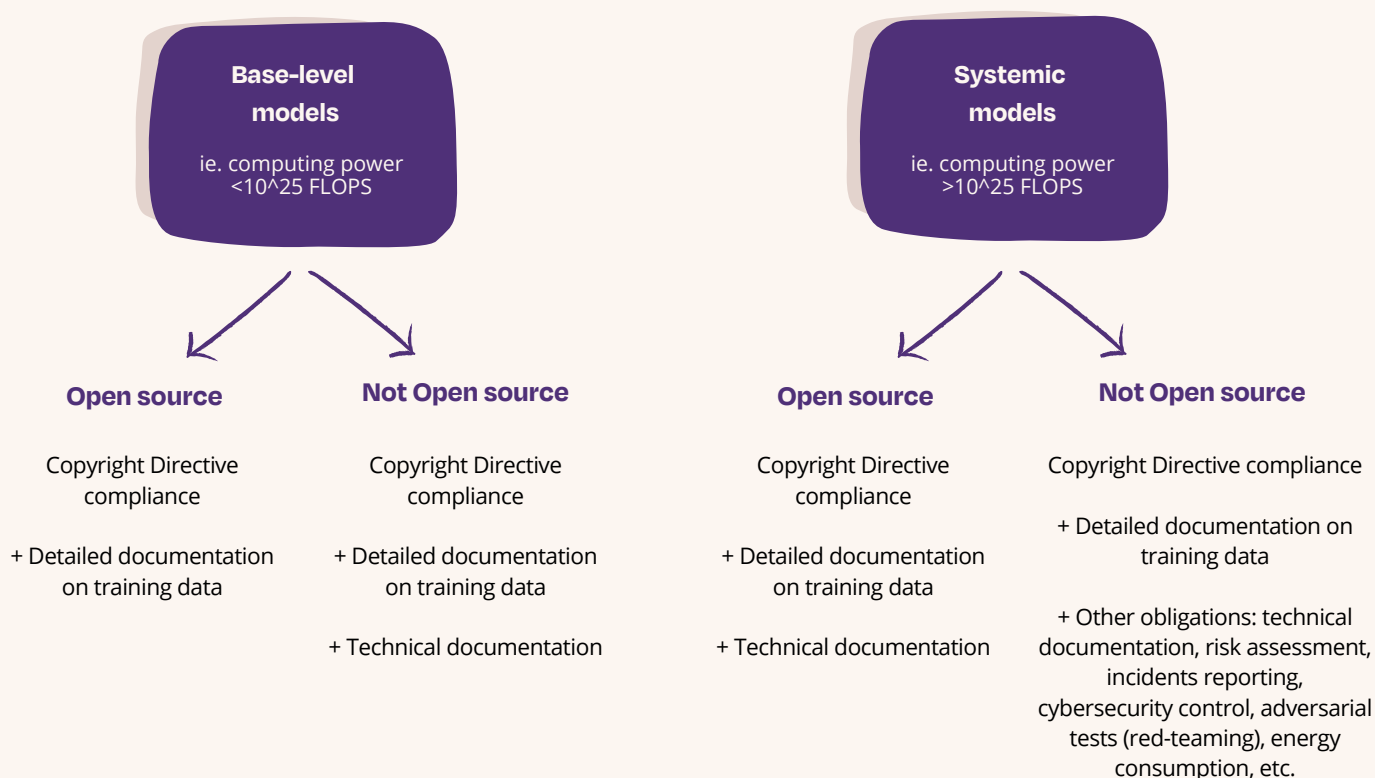 Base-level
models
ie. computing power
<10^25 FLOPS
Open source
Copyright Directive
compliance
+ Detailed documentation
on training data
Not Open source
Copyright Directive
compliance
+ Detailed documentation
on training data
+ Technical documentation
Systemic
models
ie. computing power
>10^25 FLOPS
Open source
Copyright Directive
compliance
+ Detailed documentation
on training data
+ Technical documentation
Not Open source
Copyright Directive compliance
+ Detailed documentation on
training data
+ Other obligations: technical
documentation, risk assessment,
incidents reporting,
cybersecurity control, adversarial
tests (red-teaming), energy
consumption, etc.